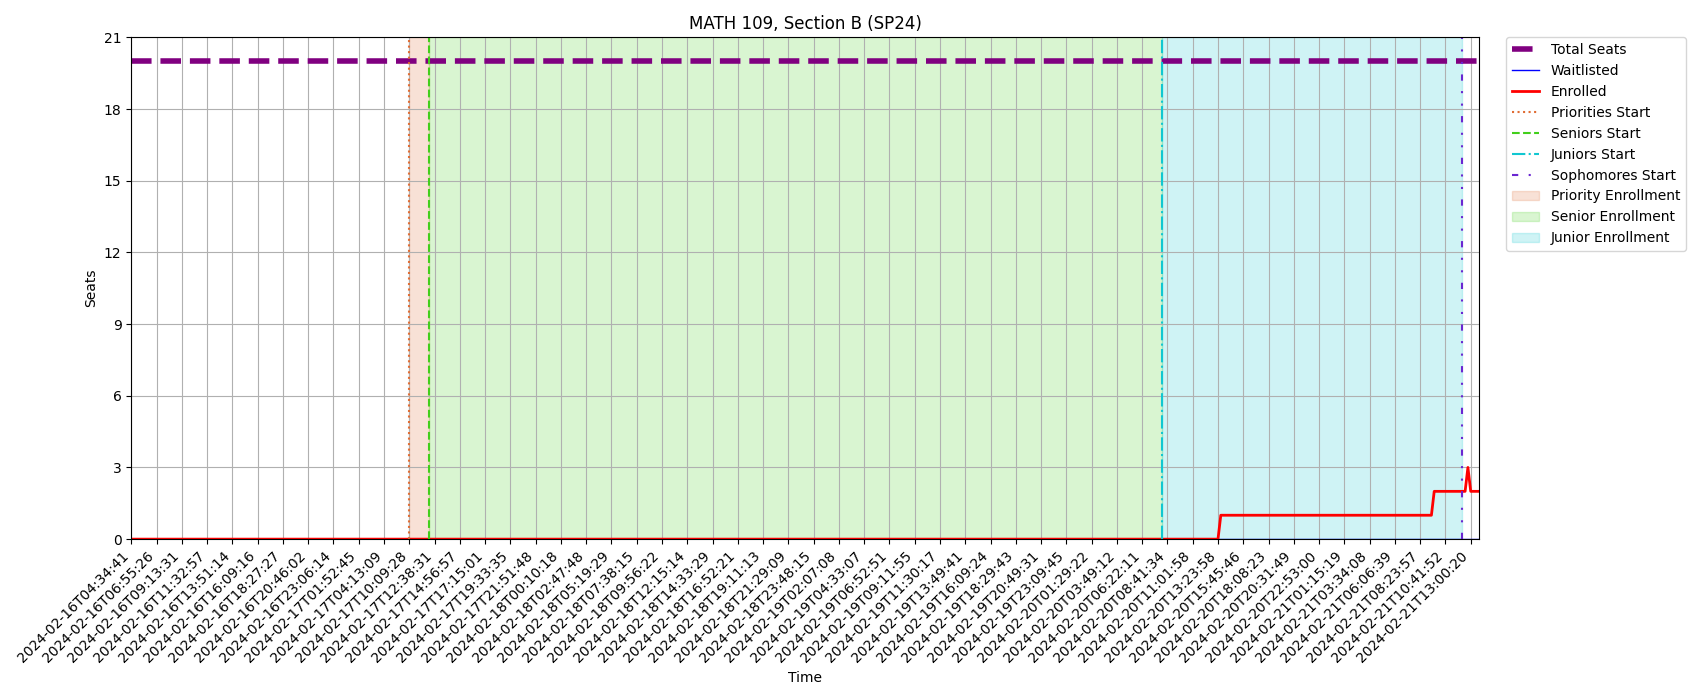 MATH 109, Section B (SP24)
21
18
15
12
9
6
3
0
Seats
Total Seats
Waitlisted
Enrolled
Priorities Start
Seniors Start
Juniors Start
Sophomores Start
Priority Enrollment
Senior Enrollment
Junior Enrollment
2024-02-16T04:34:41
2024-02-16T06:55:26
2024-02-16T09:13:31
2024-02-16T11:32:57
2024-02-16T13:51:14
2024-02-16T16:09:16
2024-02-16T18:27:27
2024-02-16T20:46:02
2024-02-16T23:06:14
2024-02-17T01:52:45
2024-02-17T04:13:09
2024-02-17T10:09:28
2024-02-17T12:38:31
2024-02-17T14:56:57
2024-02-17T17:15:01
2024-02-17T19:33:35
2024-02-17T21:51:48
2024-02-18T00:10:18
2024-02-18T02:47:48
2024-02-18T05:19:29
2024-02-18T07:38:15
2024-02-18T09:56:22
2024-02-18T12:15:14
2024-02-18T14:33:29
2024-02-18T16:52:21
2024-02-18T19:11:13
2024-02-18T21:29:09
2024-02-18T23:48:15
2024-02-19T02:07:08
2024-02-19T04:33:07
2024-02-19T06:52:51
2024-02-19T09:11:55
2024-02-19T11:30:17
2024-02-19T13:49:41
2024-02-19T16:09:24
2024-02-19T18:29:43
2024-02-19T20:49:31
2024-02-19T23:09:45
2024-02-20T01:29:22
2024-02-20T03:49:12
2024-02-20T06:22:11
2024-02-20T08:41:34
2024-02-20T11:01:58
2024-02-20T13:23:58
2024-02-20T15:45:46
2024-02-20T18:08:23
2024-02-20T20:31:49
2024-02-20T22:53:00
2024-02-21T01:15:19
2024-02-21T03:34:08
2024-02-21T06:06:39
2024-02-21T08:23:57
2024-02-21T10:41:52
2024-02-21T13:00:20
Time